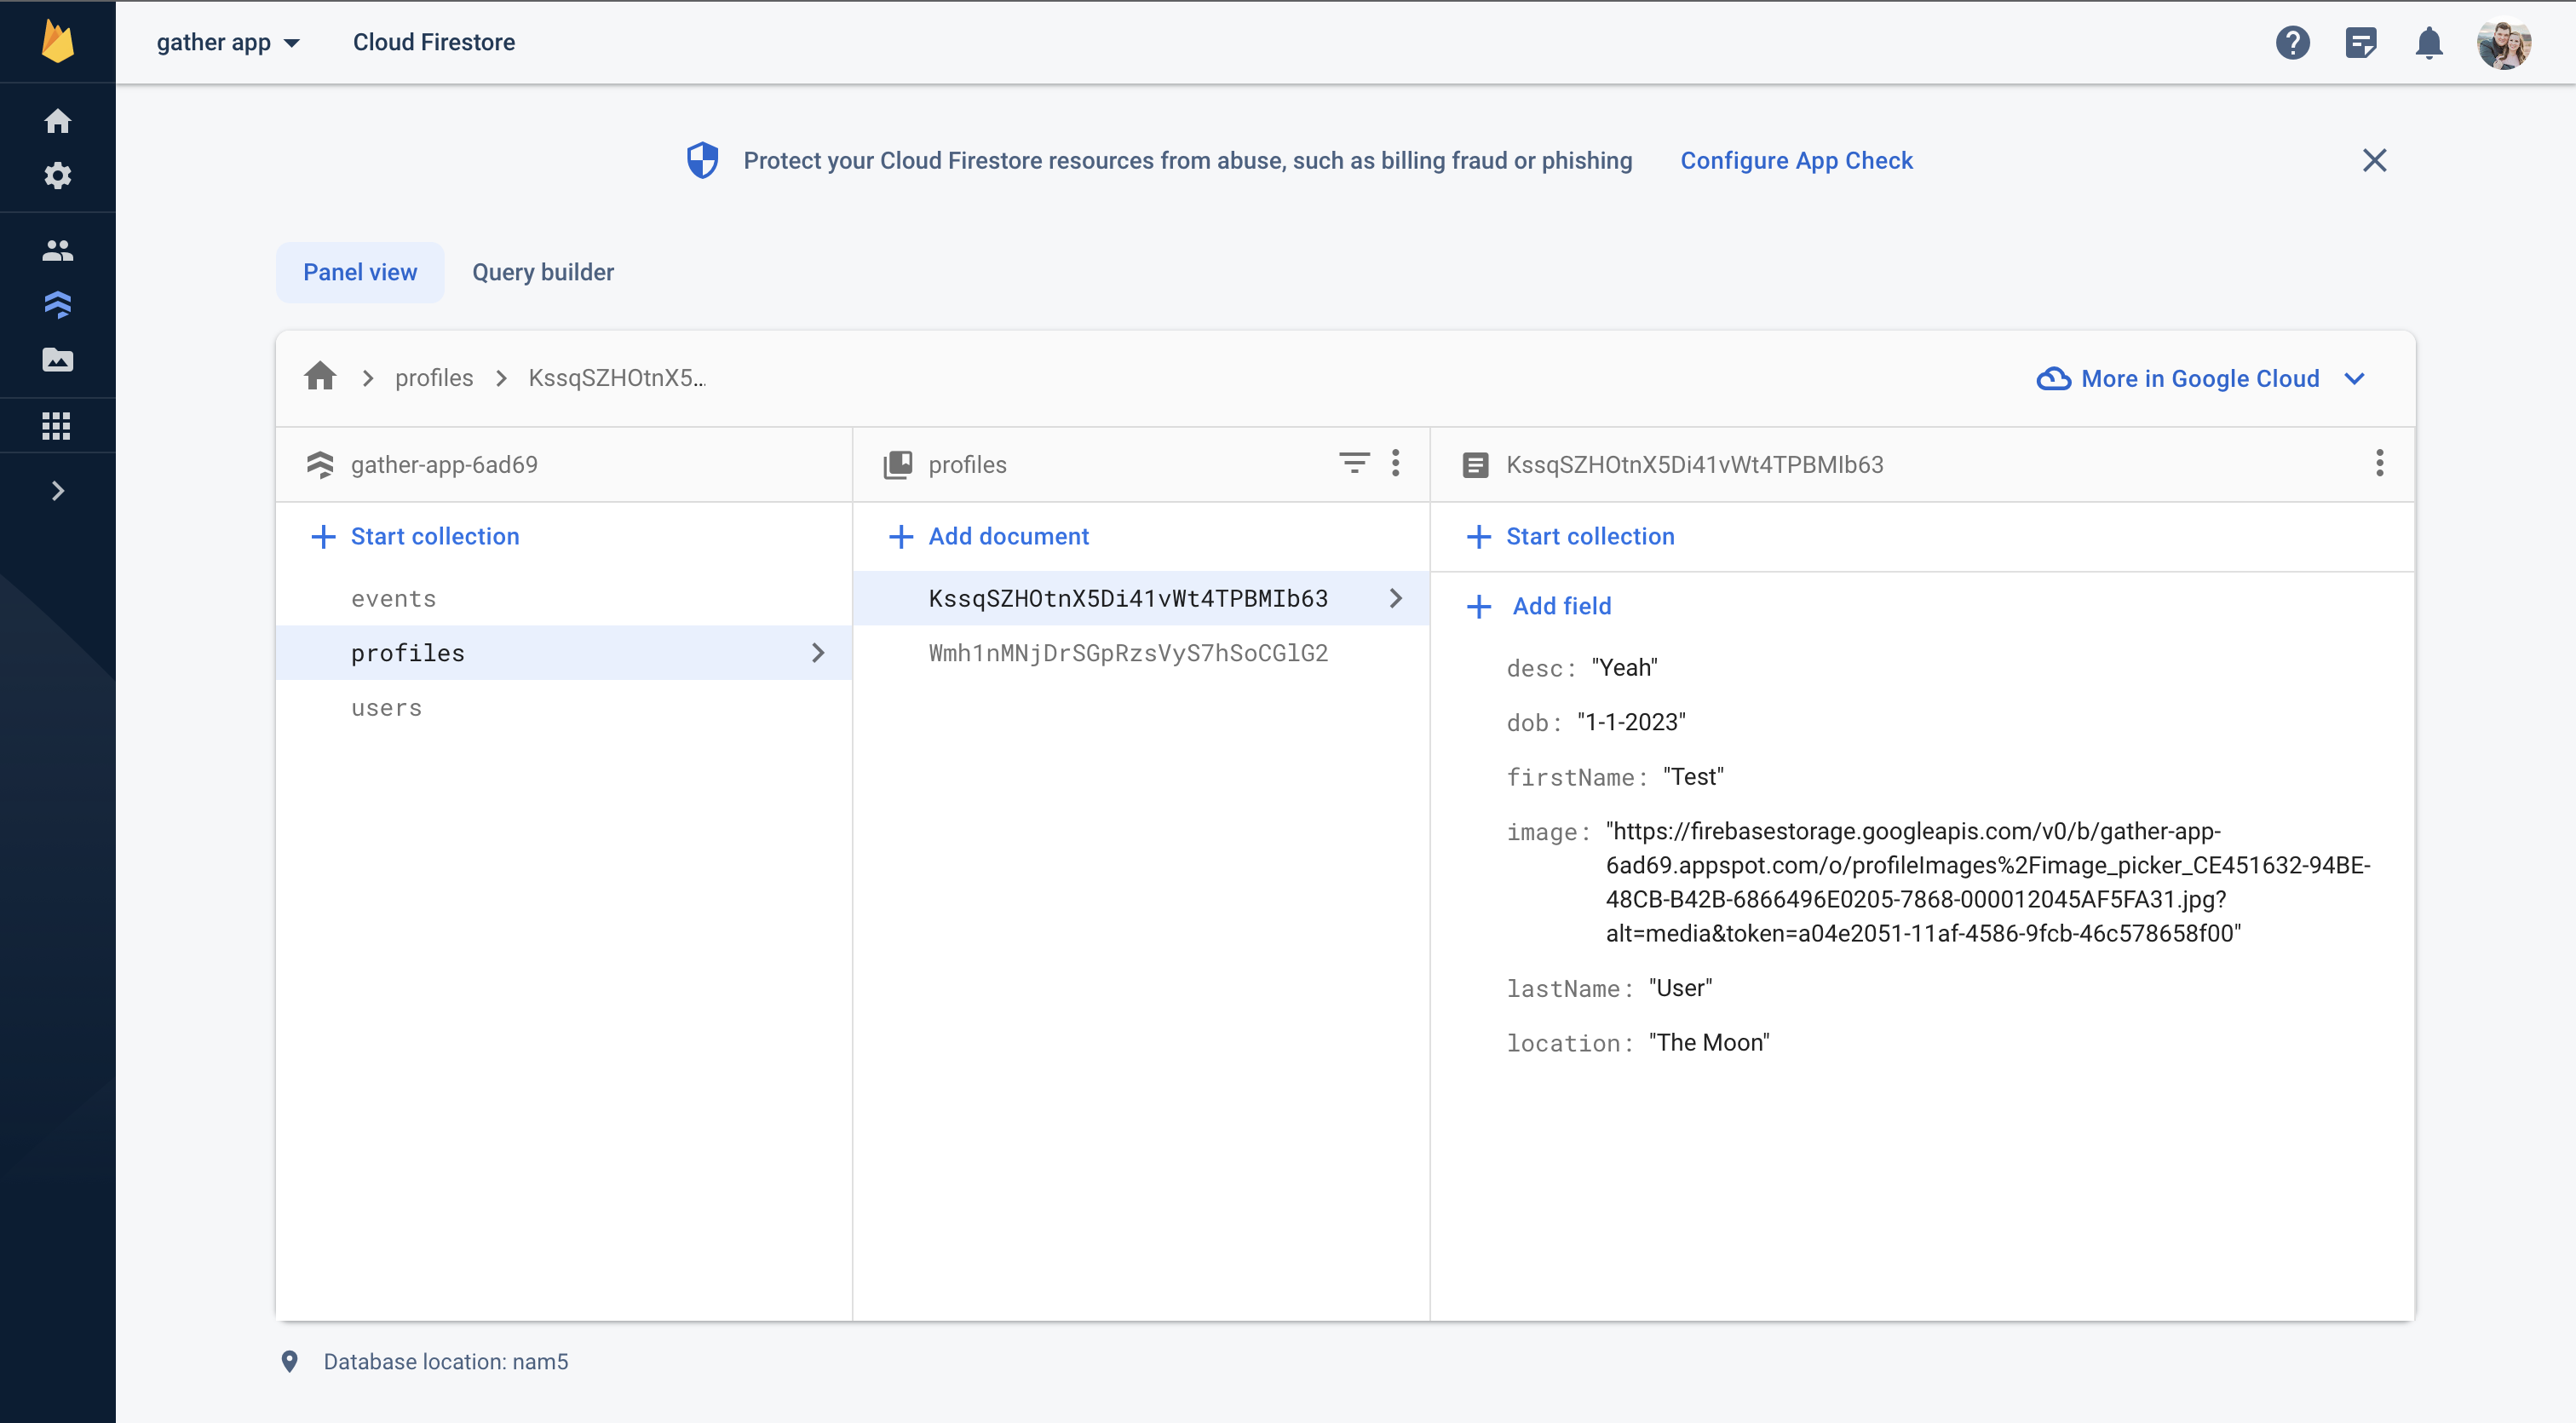 gather app
Cloud Firestore
Protect your Cloud Firestore resources from abuse, such as billing fraud or phishing
Configure App Check
Panel view
Query builder
profiles
KssqSZHOtnX5...
More in Google Cloud
gather-app-6ad69
profiles
KssqSZHOtnX5Di41vWt4TPBMIb63
Start collection
Add document
Start collection
events
profiles
users
KssqSZHOtnX5Di41vWt4TPBMIb63
Wmh1nMNjDrSGpRzsVyS7hSoCGlG2
Add field
desc: "Yeah"
dob: "1-1-2023"
firstName: "Test"
image: "https://firebasestorage.googleapis.com/v0/b/gather-app-
6ad69.appspot.com/o/profileImages%2Fimage_picker_CE451632-94BE-
48CB-B42B-6866496E0205-7868-000012045AF5FA31.jpg?
alt=media&token=a04e2051-11af-4586-9fcb-46c578658f00"
lastName: "User"
location: "The Moon"
Database location: nam5